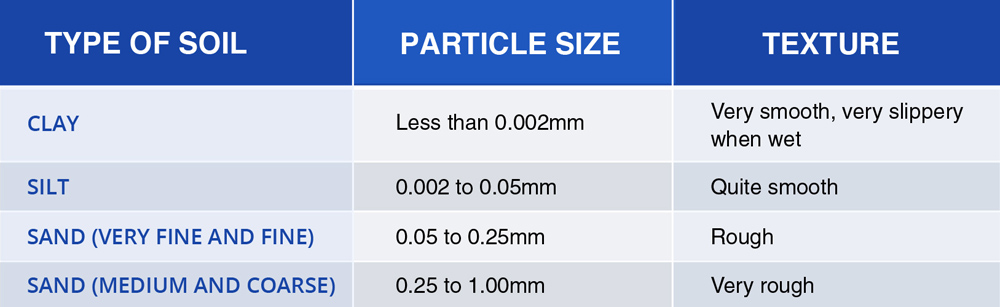 TYPE OF SOIL PARTICLE SIZE TEXTURE
CLAY Less than 0.002mm Very smooth, very slippery
when wet
SILT 0.002 to 0.05mm Quite smooth
SAND (VERY FINE AND FINE) 0.05 to 0.25mm Rough
SAND (MEDIUM AND COARSE) 0.25 to 1.00mm Very rough